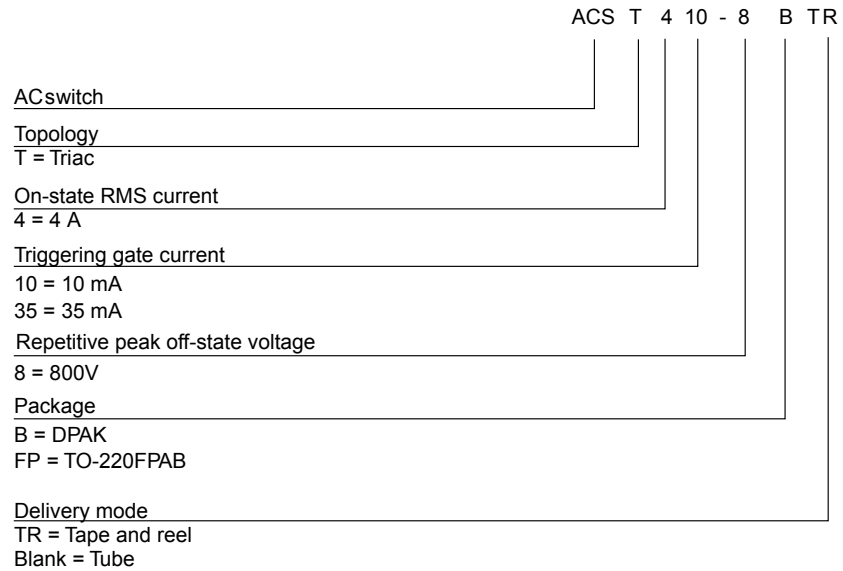 ACS T 4 10 - 8 B TR
ACswitch
Topology
T = Triac
On-state RMS current
4 = 4 A
Triggering gate current
10 = 10 mA
35 = 35 mA
Repetitive peak off-state voltage
8 = 800V
Package
B = DPAK
FP = TO-220FPAB
Delivery mode
TR = Tape and reel
Blank = Tube